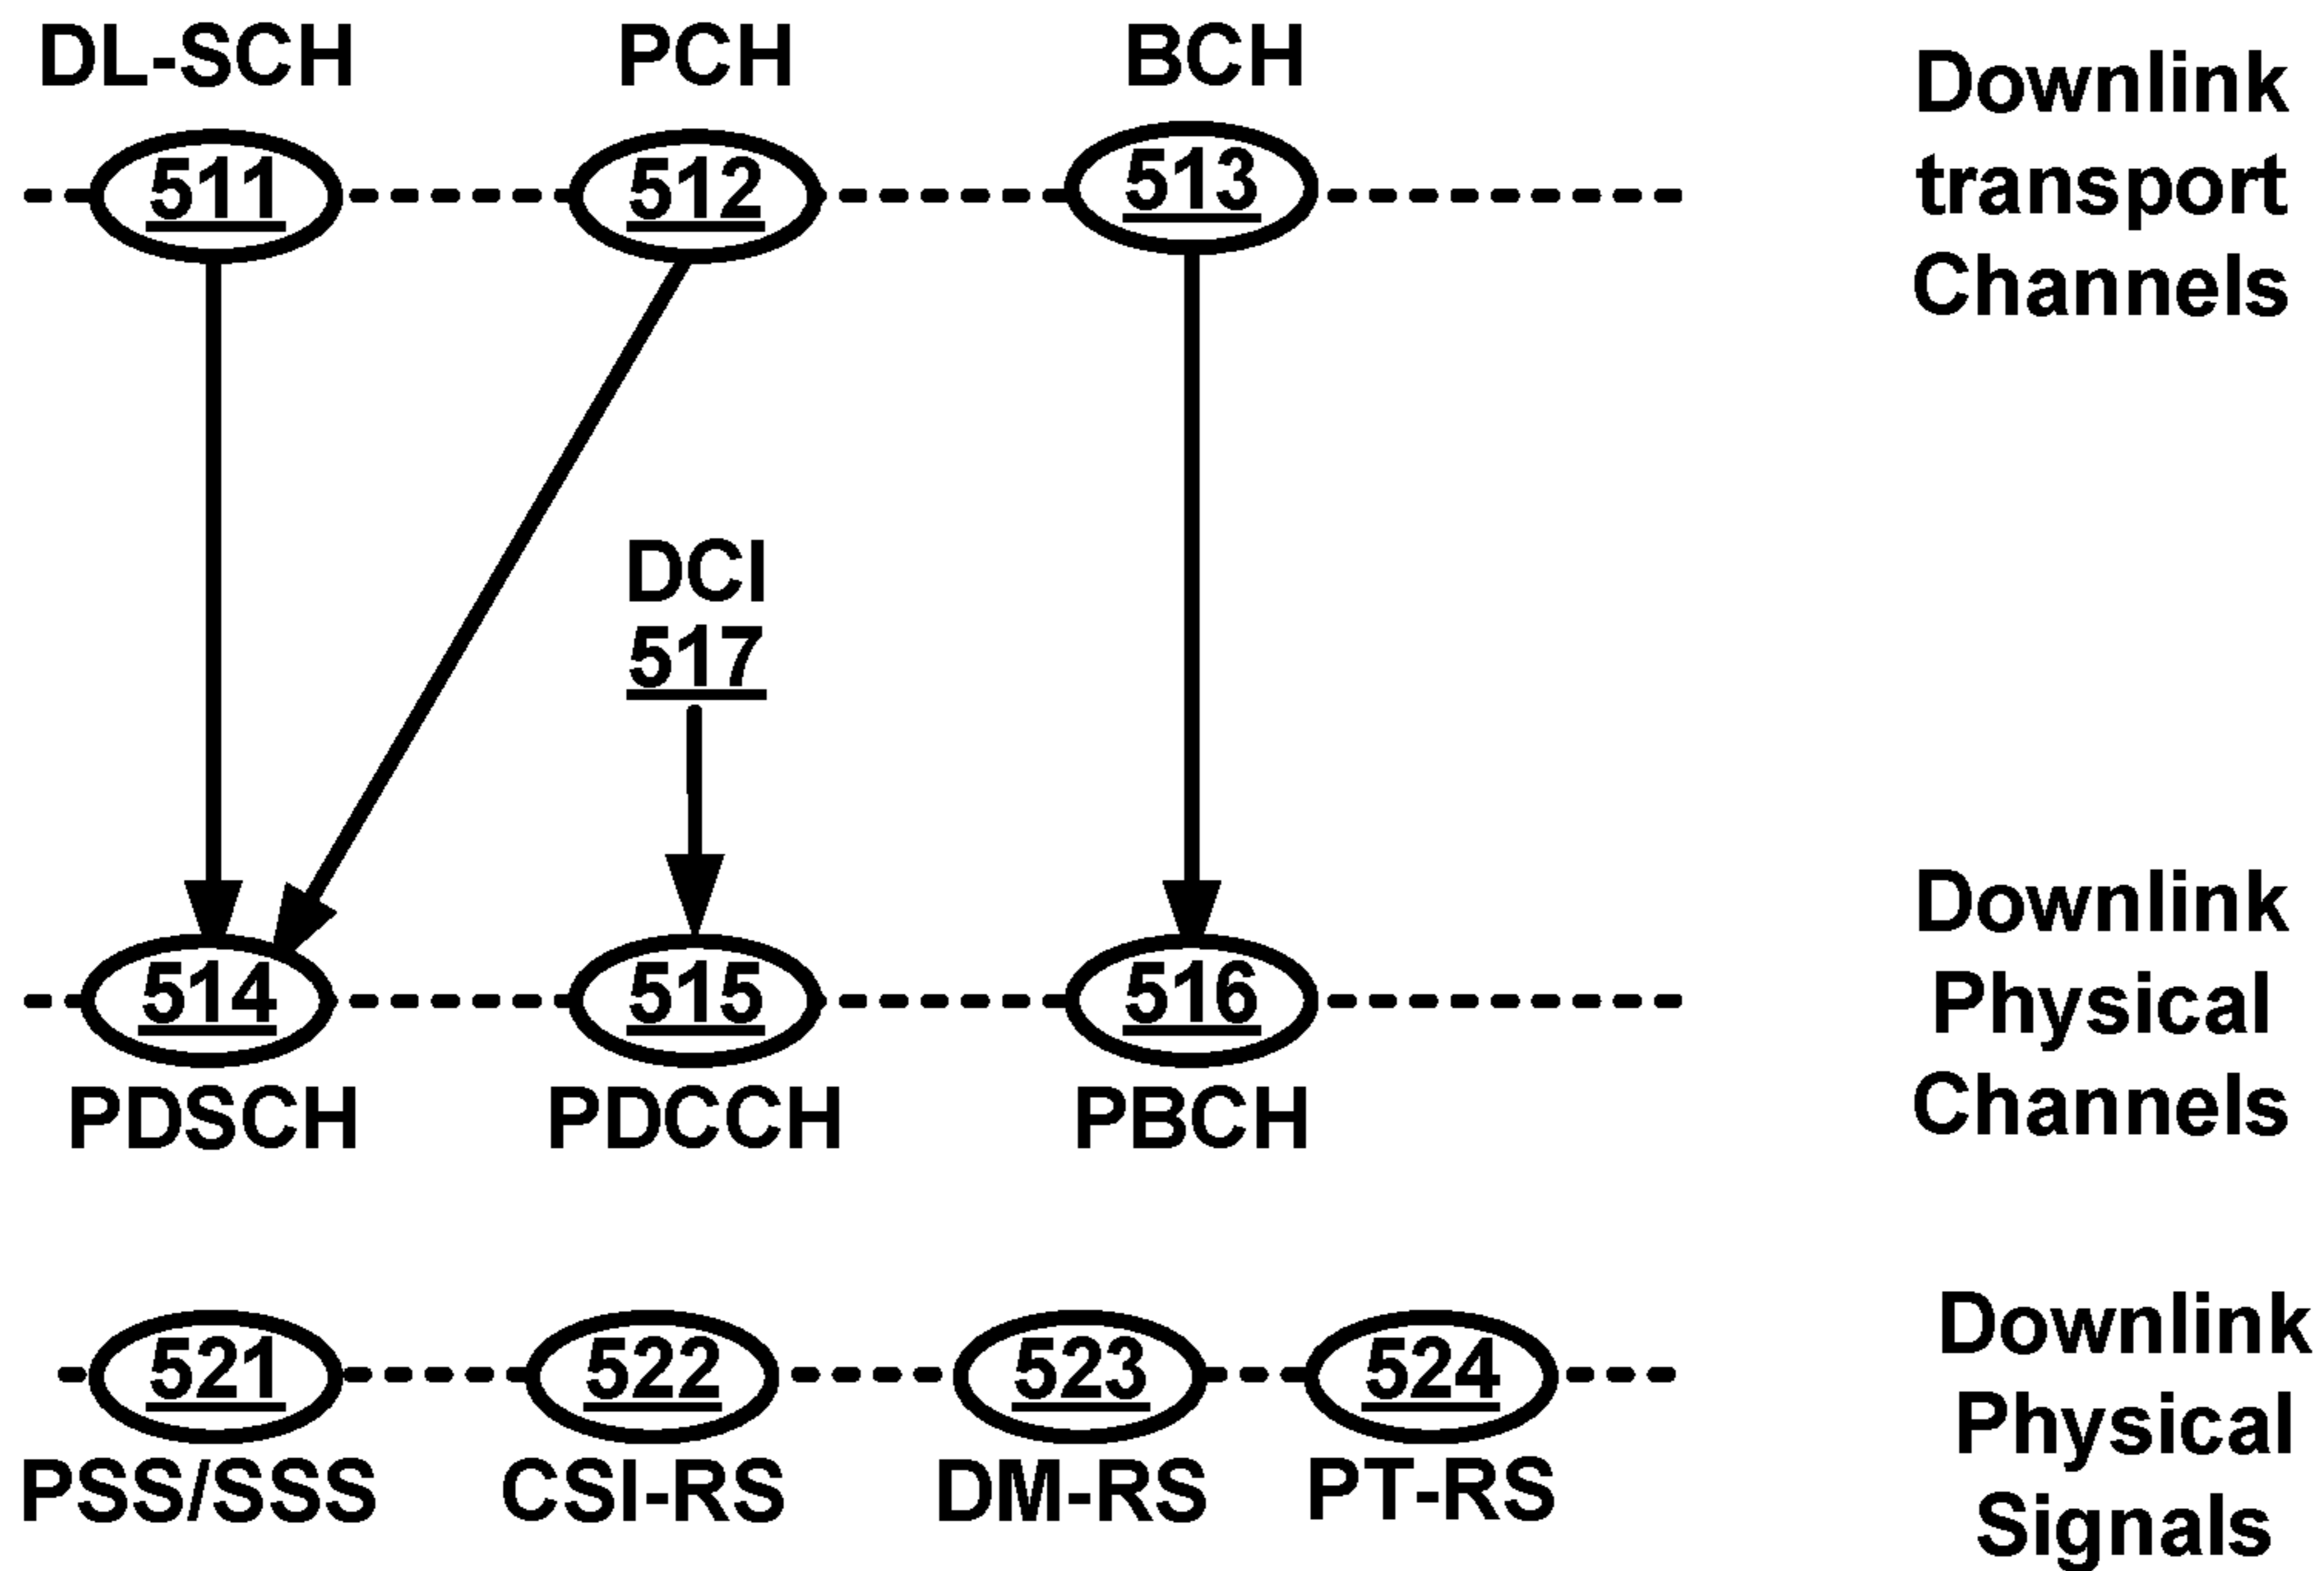 DL-SCH PCH BCH
511 512 513
Downlink
transport
Channels
DCI
517
514 515 516
PDSCH PDCCH PBCH
Downlink
Physical
Channels
521 522 523 524
PSS/SSS CSI-RS DM-RS PT-RS
Downlink
Physical
Signals